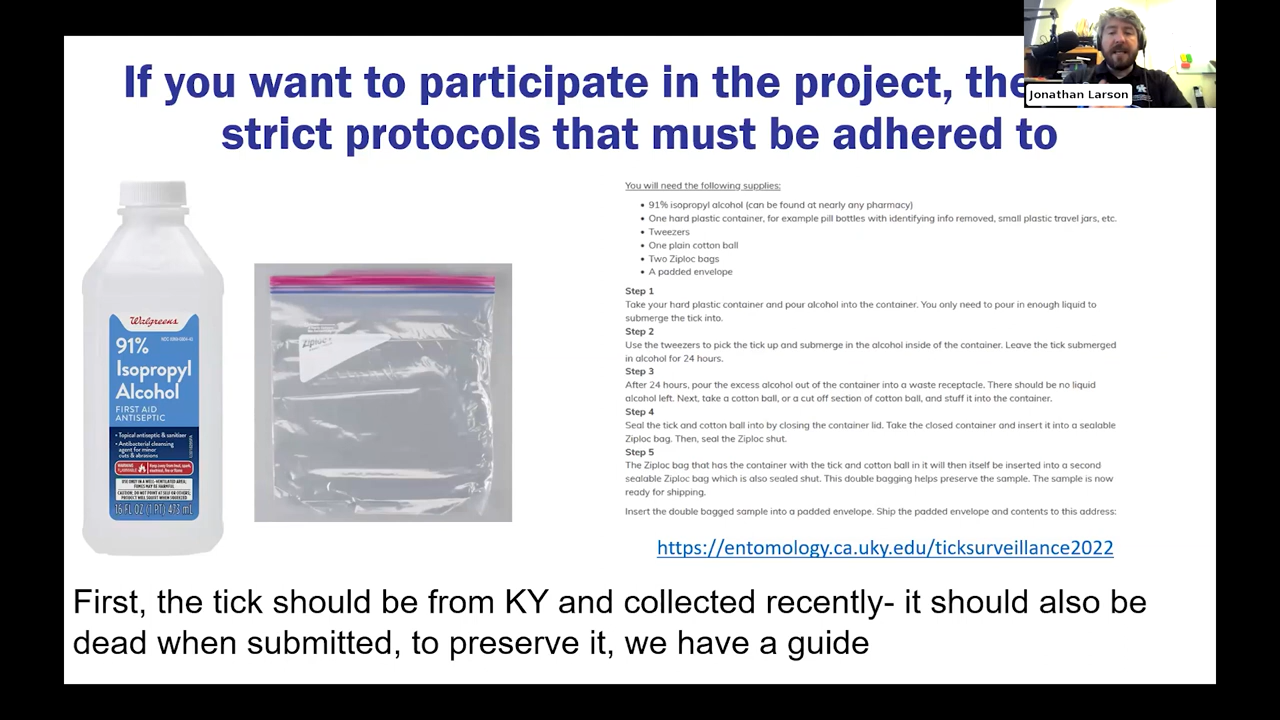 If you want to participate in the project, the
strict protocols that must be adhered to
Jonathan Larson
Walgreens
91%
Isopropyl
Alcohol
FIRST AID
ANTISEPTIC
• Topical antiseptic & sanitizer
• Antibacterial cleansing
agent for minor
cuts & abrasions
16 FL OZ (1 PT) 473 mL
Ziploc
You will need the following supplies:
• 91% isopropyl alcohol (can be found at nearly any pharmacy)
• One hard plastic container, for example pill bottles with identifying info removed, small plastic travel jars, etc.
• Tweezers
• One plain cotton ball
• Two Ziploc bags
• A padded envelope
Step 1
Take your hard plastic container and pour alcohol into the container. You only need to pour in enough liquid to
submerge the tick into.
Step 2
Use the tweezers to pick the tick up and submerge in the alcohol inside of the container. Leave the tick submerged
in alcohol for 24 hours.
Step 3
After 24 hours, pour the excess alcohol out of the container into a waste receptacle. There should be no liquid
alcohol left. Next, take a cotton ball, or a cut off section of cotton ball, and stuff it into the container.
Step 4
Seal the tick and cotton ball into by closing the container lid. Take the closed container and insert it into a sealable
Ziploc bag. Then, seal the Ziploc shut.
Step 5
The Ziploc bag that has the container with the tick and cotton ball in it will then itself be inserted into a second
sealable Ziploc bag which is also sealed shut. This double bagging helps preserve the sample. The sample is now
ready for shipping.
Insert the double bagged sample into a padded envelope. Ship the padded envelope and contents to this address:
https://entomology.ca.uky.edu/ticksurveillance2022
First, the tick should be from KY and collected recently- it should also be
dead when submitted, to preserve it, we have a guide